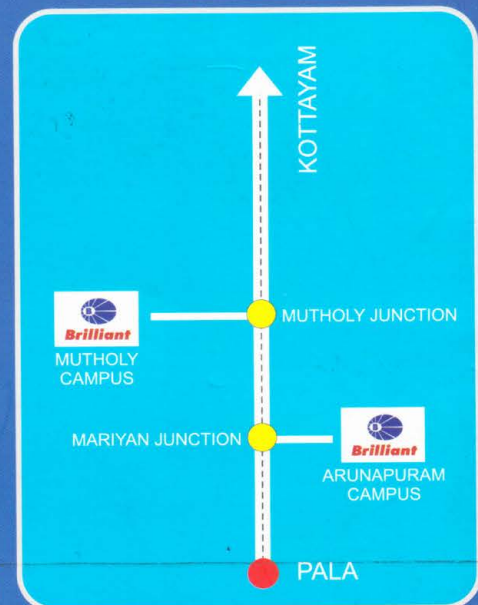 KOTTAYAM
B
Brilliant
MUTHOLY
CAMPUS
MUTHOLY JUNCTION
MARIYAN JUNCTION
B
Brilliant
ARUNAPURAM
CAMPUS
PALA